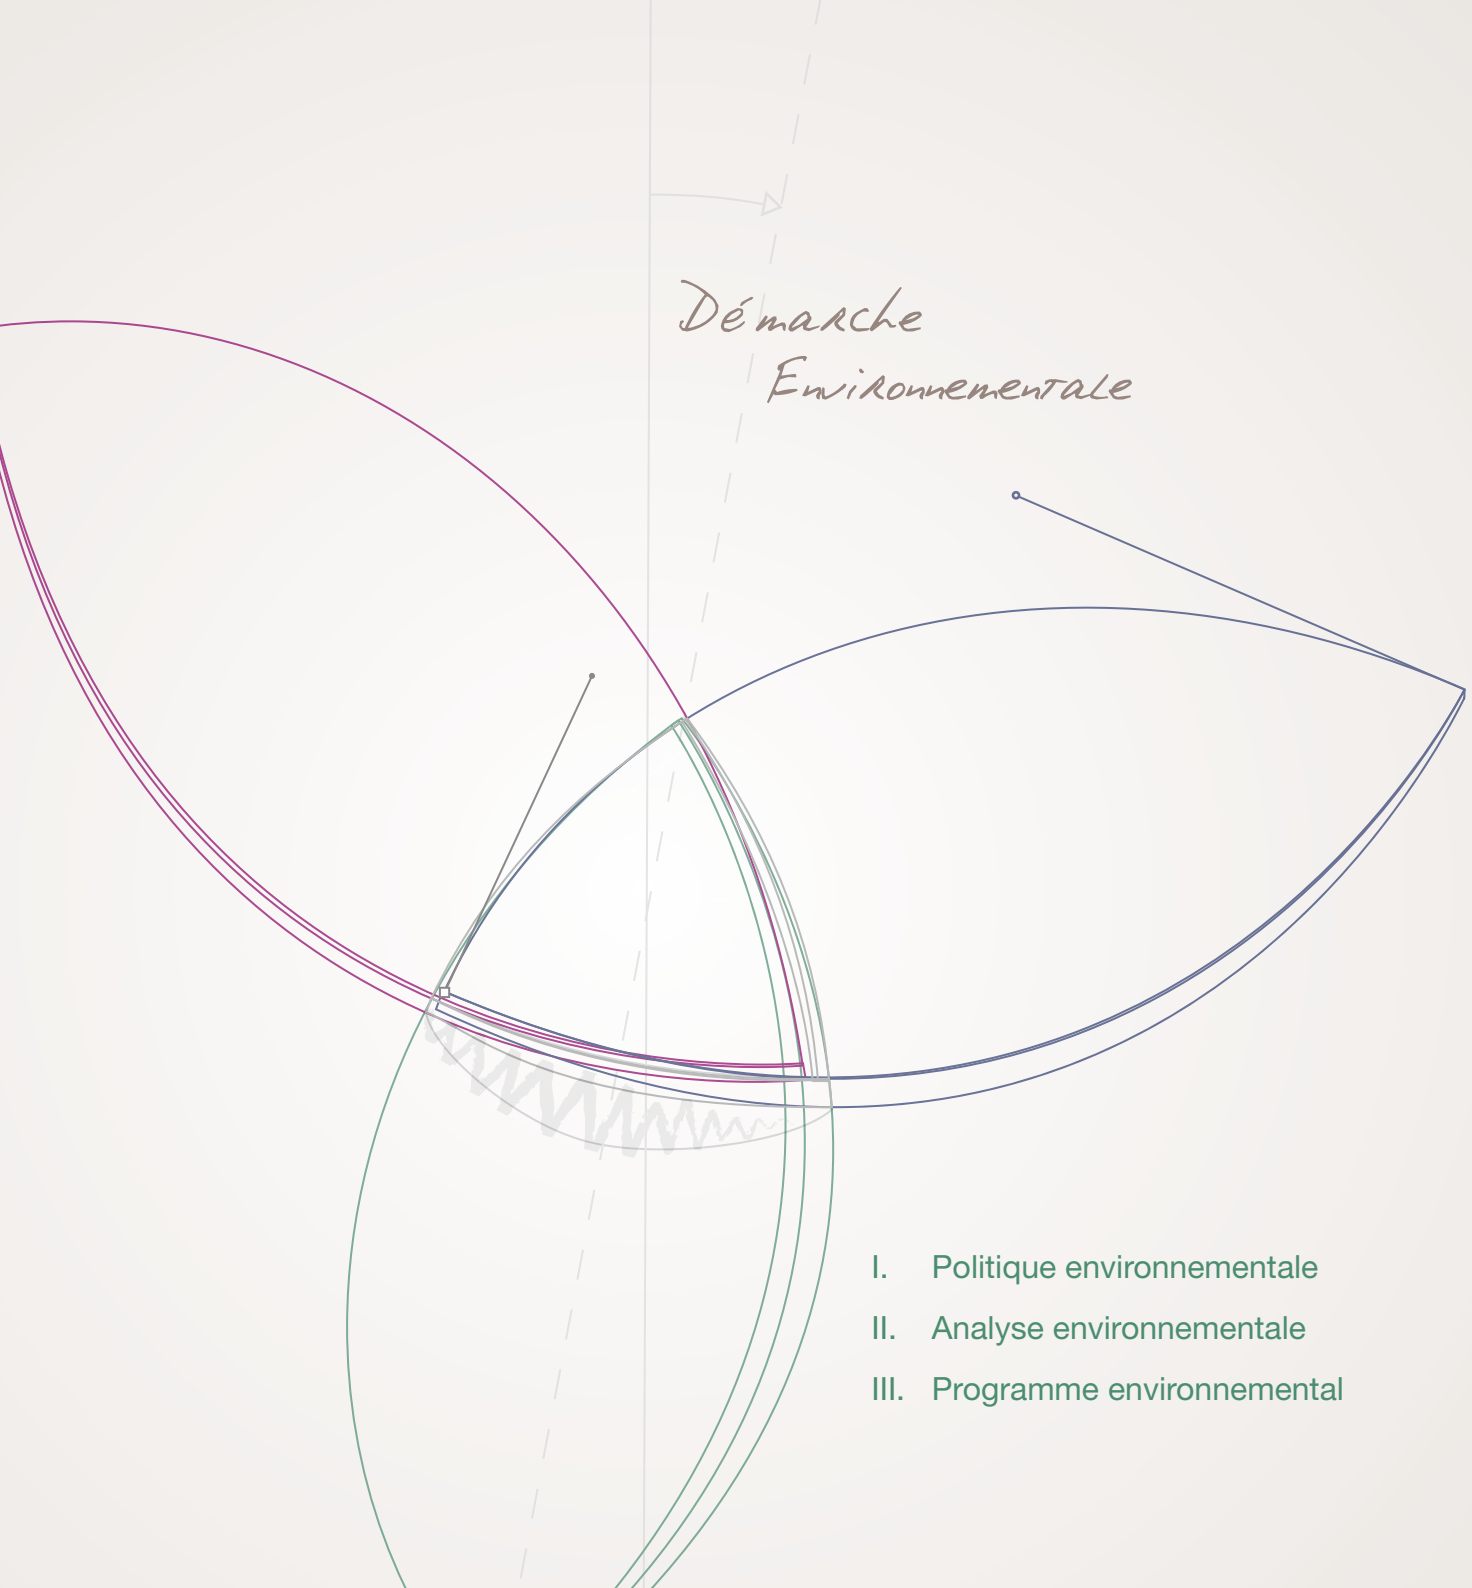 Démarche
Environnementale
I. Politique environnementale
II. Analyse environnementale
III. Programme environnemental